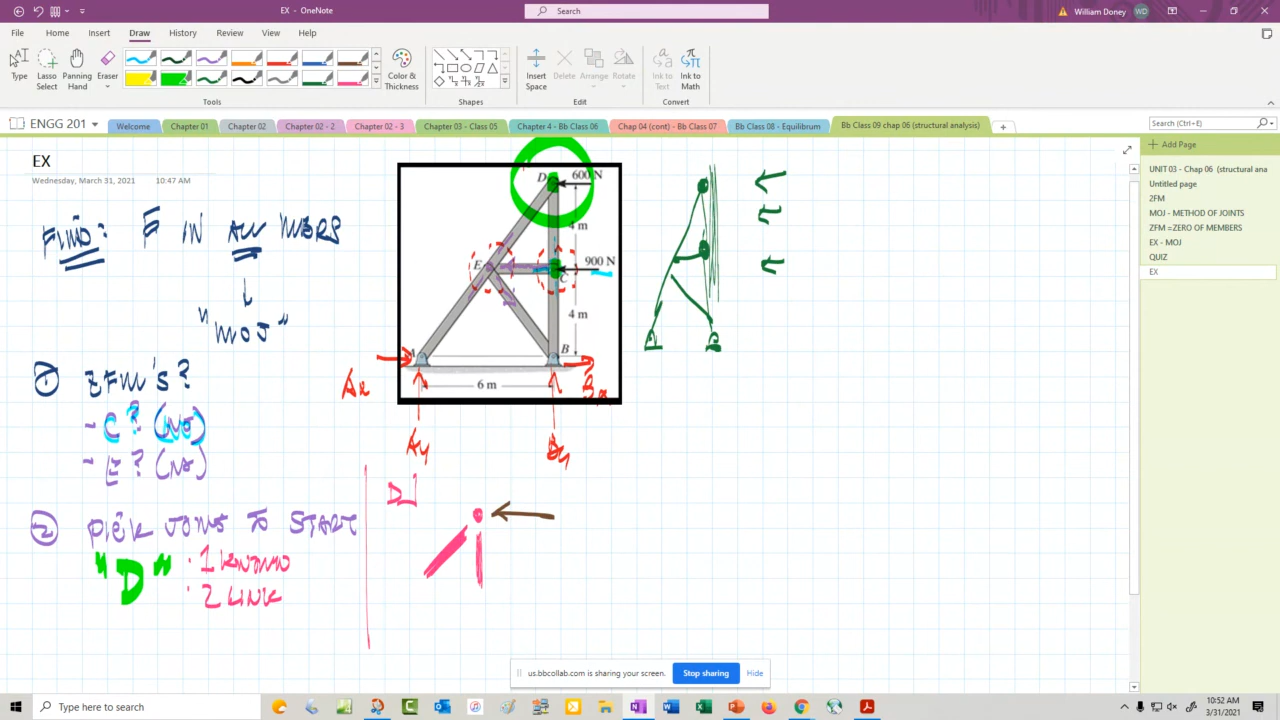 EX - OneNote
Search
William Doney
WD
File
Home
Insert
Draw
History
Review
View
Help
Type
Lasso Select
Panning Hand
Eraser
Color & Thickness
Insert Space
Delete
Arrange
Rotate
Ink to Text
Ink to Math
Tools
Shapes
Edit
Convert
ENGG 201
Welcome
Chapter 01
Chapter 02
Chapter 02 - 2
Chapter 02 - 3
Chapter 03 - Class 05
Chapter 4 - Bb Class 06
Chap 04 (cont) - Bb Class 07
Bb Class 08 - Equilibrum
Bb Class 09 chap 06 (structural analysis)
Search (Ctrl+E)
Add Page
UNIT 03 - Chap 06 (structural ana
Untitled page
2FM
MOJ - METHOD OF JOINTS
ZFM =ZERO OF MEMBERS
EX - MOJ
QUIZ
EX
EX
Wednesday, March 31, 2021
10:47 AM
FIND: F IN ALL MBRS
"MOJ"
1 ZFM's?
- C? (NO)
- E? (NO)
2 PICK JOINT TO START
"D" · 1 KNOWN
· 2 LINK
D
600 N
4 m
E
900 N
C
4 m
A
B
6 m
Ax
Bx
Ay
By
D
us.bbcollab.com is sharing your screen.
Stop sharing
Hide
Type here to search
10:52 AM
3/31/2021